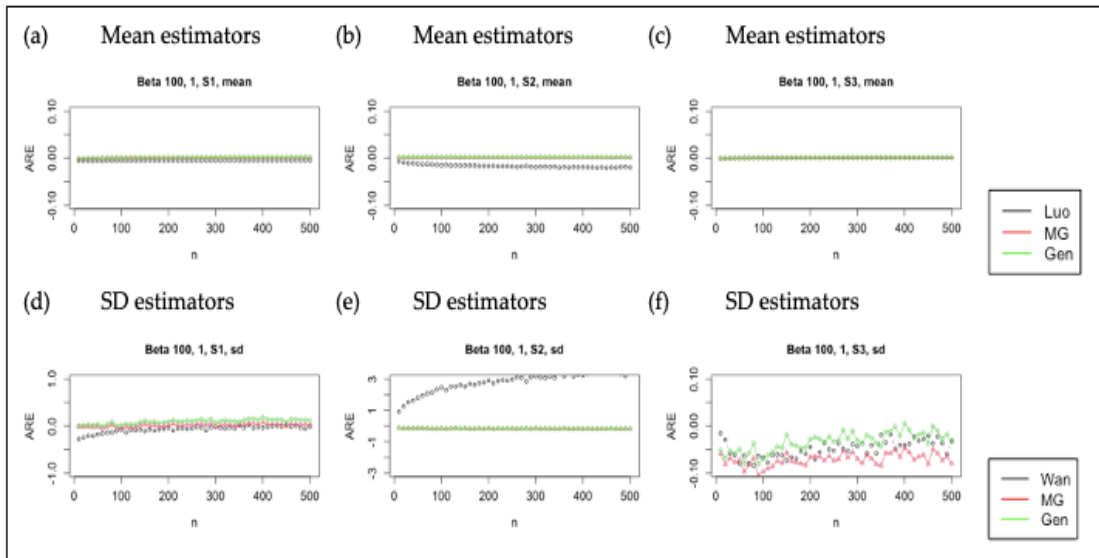 (a) Mean estimators
(b) Mean estimators
(c) Mean estimators
Beta 100, 1, S1, mean
Beta 100, 1, S2, mean
Beta 100, 1, S3, mean
ARE
0.10
0.00
-0.10
0 100 200 300 400 500
n
ARE
0.10
0.00
-0.10
0 100 200 300 400 500
n
ARE
0.10
0.00
-0.10
0 100 200 300 400 500
n
Luo
MG
Gen
(d) SD estimators
(e) SD estimators
(f) SD estimators
Beta 100, 1, S1, sd
Beta 100, 1, S2, sd
Beta 100, 1, S3, sd
ARE
1.0
0.0
-1.0
0 100 200 300 400 500
n
ARE
3
1
-1
-3
0 100 200 300 400 500
n
ARE
0.10
0.00
-0.10
0 100 200 300 400 500
n
Wan
MG
Gen